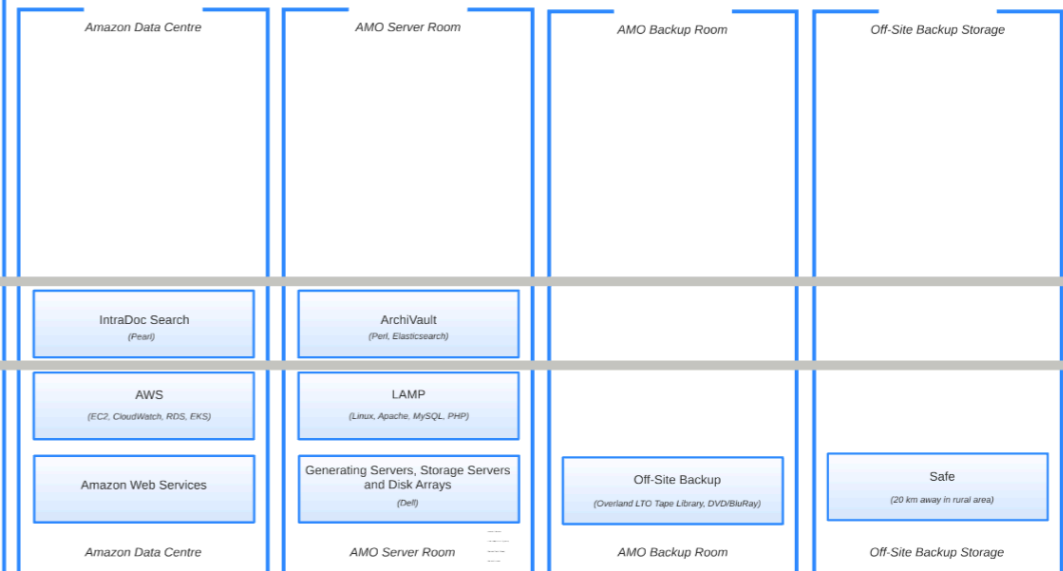 Amazon Data Centre
AMO Server Room
AMO Backup Room
Off-Site Backup Storage
IntraDoc Search
(Pearl)
ArchiVault
(Perl, Elasticsearch)
AWS
(EC2, CloudWatch, RDS, EKS)
LAMP
(Linux, Apache, MySQL, PHP)
Amazon Web Services
Generating Servers, Storage Servers
and Disk Arrays
(Dell)
Off-Site Backup
(Overland LTO Tape Library, DVD/BluRay)
Safe
(20 km away in rural area)
Amazon Data Centre
AMO Server Room
AMO Backup Room
Off-Site Backup Storage